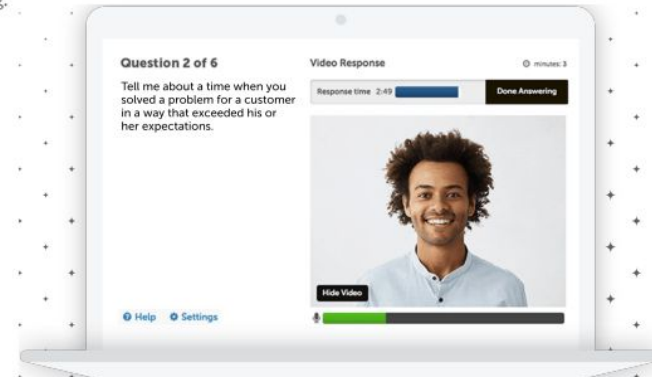 Question 2 of 6
Tell me about a time when you
solved a problem for a customer
in a way that exceeded his or
her expectations.
Help
Settings
Video Response
minutes: 3
Response time 2:49
Done Answering
Hide Video